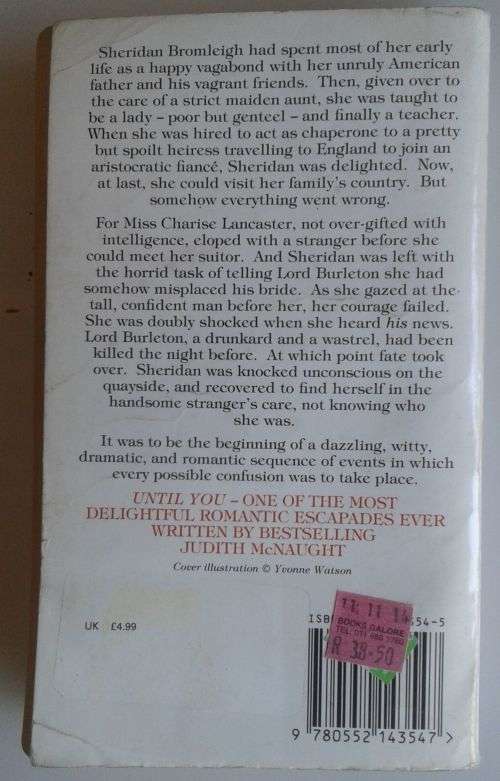 Sheridan Bromleigh had spent most of her early
life as a happy vagabond with her unruly American
father and his vagrant friends. Then, given over to
the care of a strict maiden aunt, she was taught to
be a lady – poor but genteel – and finally a teacher.
When she was hired to act as chaperone to a pretty
but spoilt heiress travelling to England to join an
aristocratic fiancé, Sheridan was delighted. Now,
at last, she could visit her family's country. But
somehow everything went wrong.
For Miss Charise Lancaster, not over-gifted with
intelligence, eloped with a stranger before she
could meet her suitor. And Sheridan was left with
the horrid task of telling Lord Burleton she had
somehow misplaced his bride. As she gazed at the
tall, confident man before her, her courage failed.
She was doubly shocked when she heard his news.
Lord Burleton, a drunkard and a wastrel, had been
killed the night before. At which point fate took
over. Sheridan was knocked unconscious on the
quayside, and recovered to find herself in the
handsome stranger's care, not knowing who
she was.
It was to be the beginning of a dazzling, witty,
dramatic, and romantic sequence of events in which
every possible confusion was to take place.
UNTIL YOU – ONE OF THE MOST
DELIGHTFUL ROMANTIC ESCAPADES EVER
WRITTEN BY BESTSELLING
JUDITH McNAUGHT
Cover illustration © Yvonne Watson
UK £4.99
ISB 54-5
11 11 14
BOOKS GALORE
TEL: 011
R 38-50
9 780552 143547 >